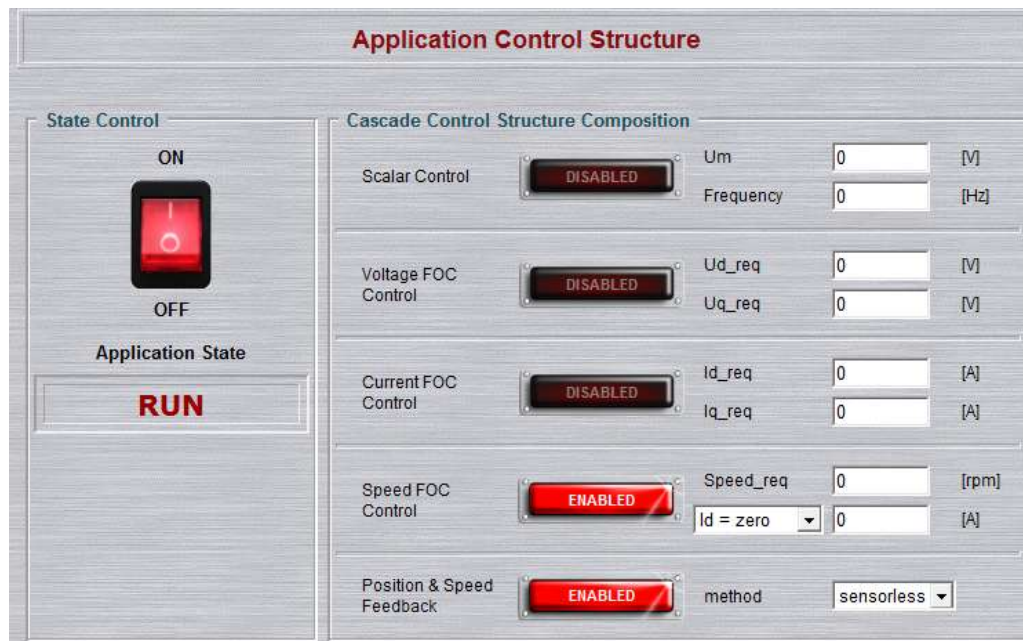 Application Control Structure
State Control
ON
OFF
Application State
RUN
Cascade Control Structure Composition
Scalar Control
DISABLED
Um 0 [V]
Frequency 0 [Hz]
Voltage FOC
Control
DISABLED
Ud_req 0 [V]
Uq_req 0 [V]
Current FOC
Control
DISABLED
Id_req 0 [A]
Iq_req 0 [A]
Speed FOC
Control
ENABLED
Speed_req 0 [rpm]
Id = zero 0 [A]
Position & Speed
Feedback
ENABLED
method sensorless